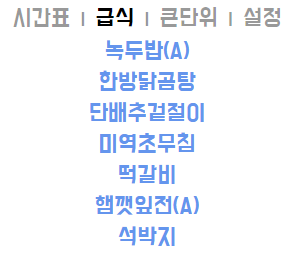 시간표 | 급식 | 큰단위 | 설정
녹두밥(A)
한방닭곰탕
단배추겉절이
미역초무침
떡갈비
햄깻잎전(A)
석박지